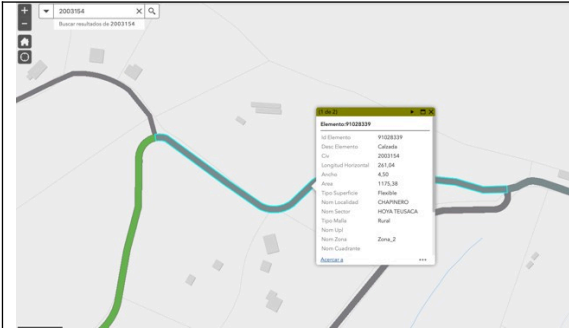 2003154
Buscar resultados de 2003154
(1 de 2)
Elemento:91028339
Id Elemento 91028339
Desc Elemento Calzada
Civ 2003154
Longitud Horizontal 261,04
Ancho 4,50
Area 1175,38
Tipo Superficie Flexible
Nom Localidad CHAPINERO
Nom Sector HOYA TEUSACA
Tipo Malla Rural
Nom Upl
Nom Zona Zona_2
Nom Cuadrante
Acercar a